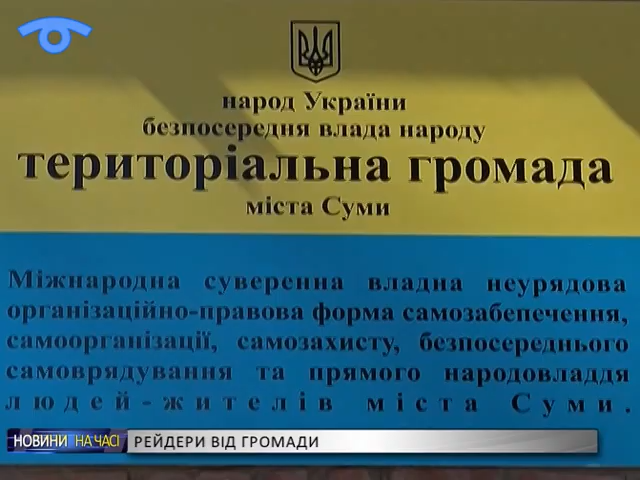 народ України
безпосередня влада народу
територіальна громада
міста Суми
Міжнародна суверенна владна неурядова
організаційно-правова форма самозабепечення,
самоорганізації, самозахисту, безпосереднього
самоврядування та прямого народовладдя
людей-жителів міста Суми.
НОВИНИ НА ЧАСІ РЕЙДЕРИ ВІД ГРОМАДИ